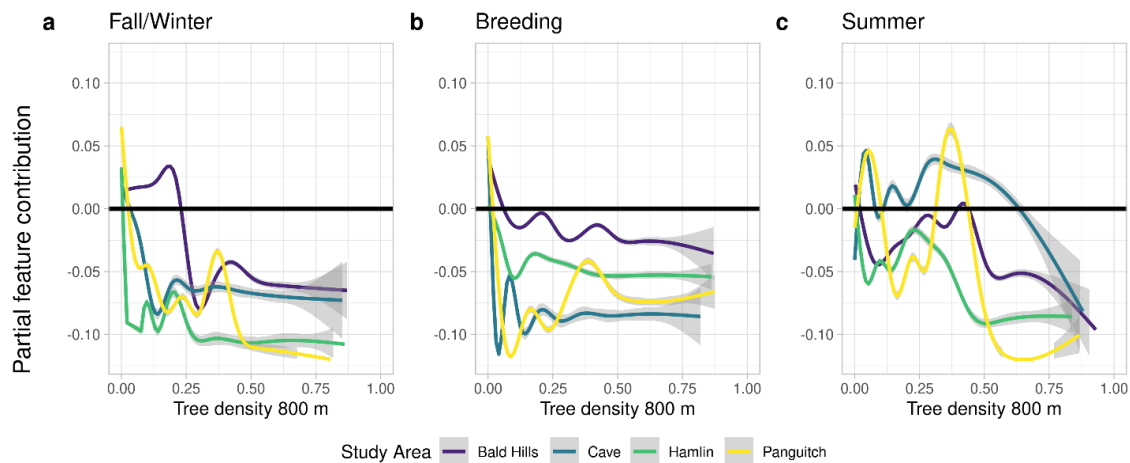 a Fall/Winter
b Breeding
c Summer
Partial feature contribution
0.10
0.05
0.00
-0.05
-0.10
0.00 0.25 0.50 0.75 1.00
Tree density 800 m
0.10
0.05
0.00
-0.05
-0.10
0.00 0.25 0.50 0.75 1.00
Tree density 800 m
0.10
0.05
0.00
-0.05
-0.10
0.00 0.25 0.50 0.75 1.00
Tree density 800 m
Study Area Bald Hills Cave Hamlin Panguitch